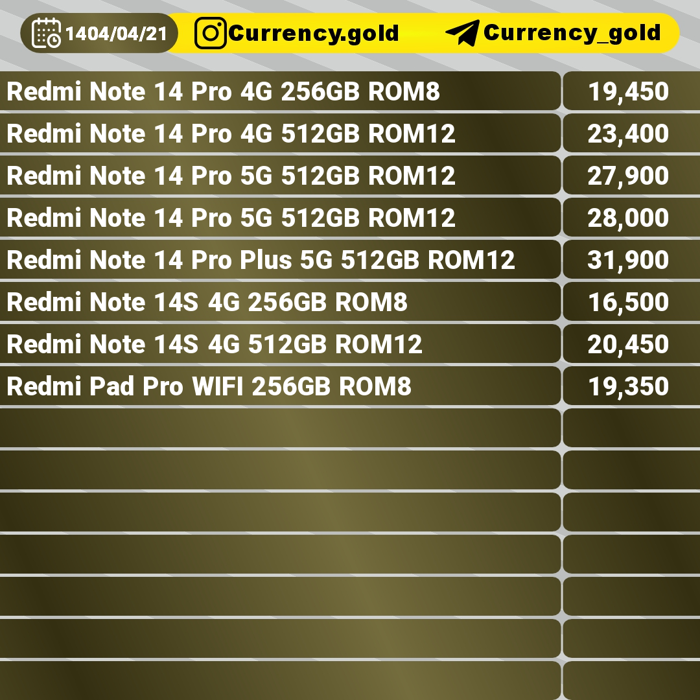 1404/04/21 Currency.gold Currency_gold
Redmi Note 14 Pro 4G 256GB ROM8 19,450
Redmi Note 14 Pro 4G 512GB ROM12 23,400
Redmi Note 14 Pro 5G 512GB ROM12 27,900
Redmi Note 14 Pro 5G 512GB ROM12 28,000
Redmi Note 14 Pro Plus 5G 512GB ROM12 31,900
Redmi Note 14S 4G 256GB ROM8 16,500
Redmi Note 14S 4G 512GB ROM12 20,450
Redmi Pad Pro WIFI 256GB ROM8 19,350